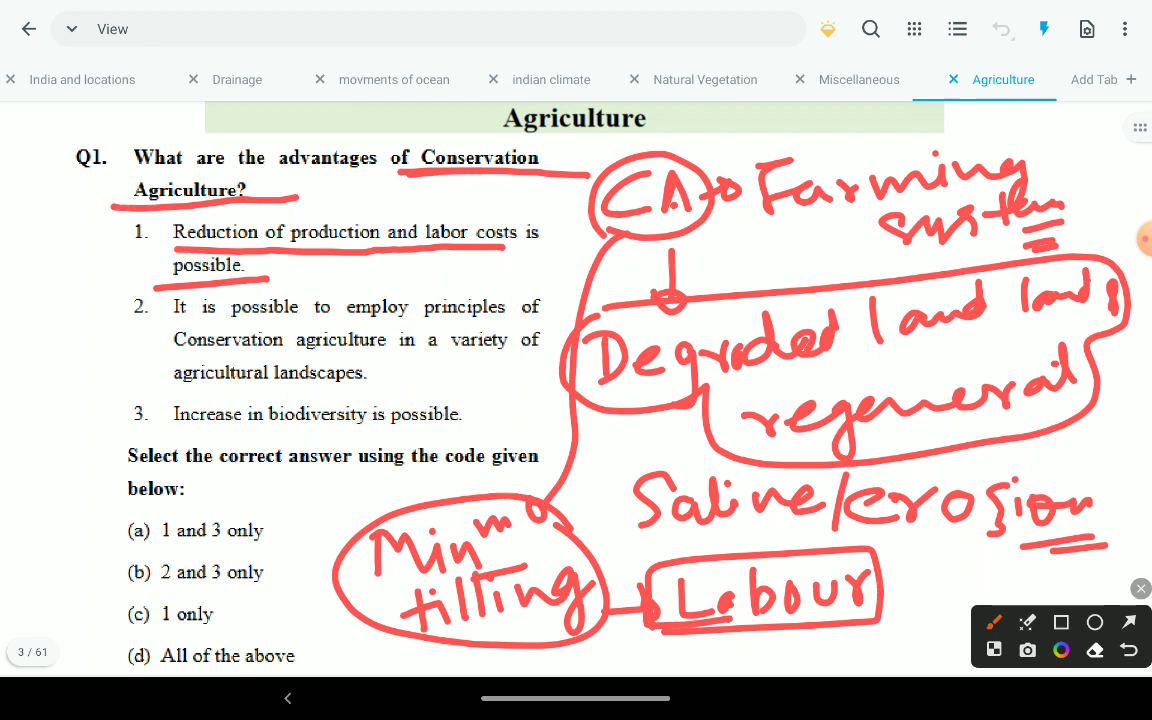 View
India and locations
Drainage
movments of ocean
indian climate
Natural Vegetation
Miscellaneous
Agriculture
Add Tab +
Agriculture
Q1. What are the advantages of Conservation
Agriculture?
1. Reduction of production and labor costs is
possible.
2. It is possible to employ principles of
Conservation agriculture in a variety of
agricultural landscapes.
3. Increase in biodiversity is possible.
Select the correct answer using the code given
below:
(a) 1 and 3 only
(b) 2 and 3 only
(c) 1 only
(d) All of the above
CA Farming
system
Degraded land land
Saline/erosion
Minm
tilting
Labour
3 / 61